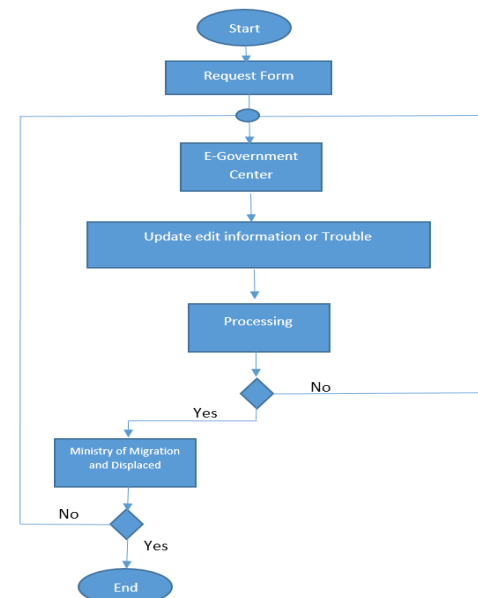 Start
Request Form
E-Government
Center
Update edit information or Trouble
Processing
No
Yes
Ministry of Migration
and Displaced
No
Yes
End